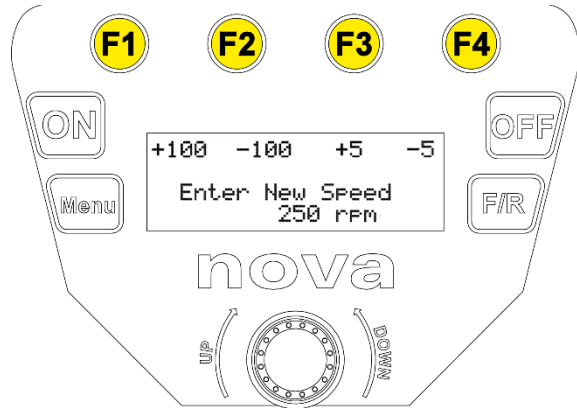 F1 F2 F3 F4
ON OFF
+100 -100 +5 -5
Menu Enter New Speed F/R
250 rpm
nova
UP DOWN